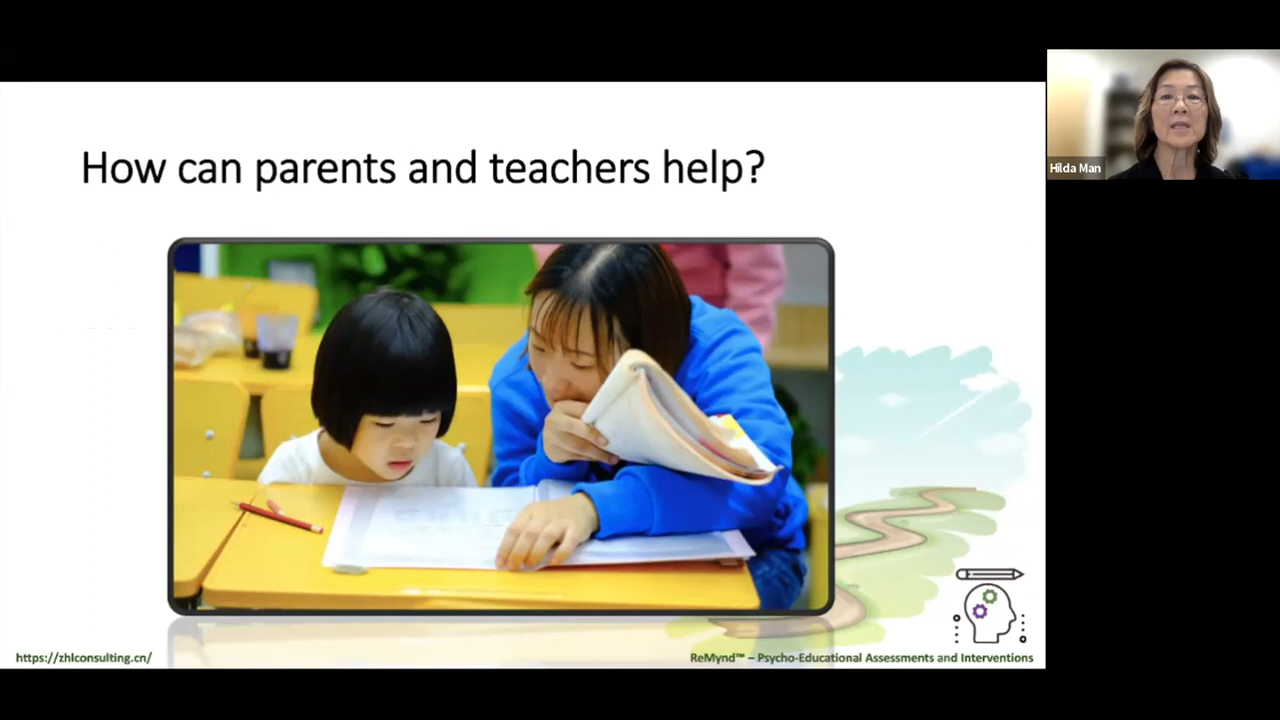 How can parents and teachers help?
Hilda Man
https://zhlconsulting.cn/
ReMynd™ – Psycho-Educational Assessments and Interventions